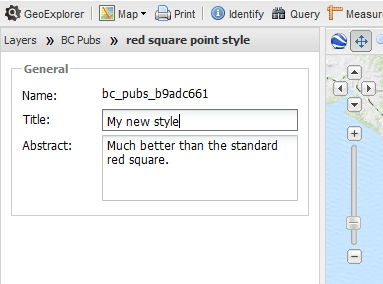 GeoExplorer Map Print Identify Query Measure
Layers » BC Pubs » red square point style
General
Name: bc_pubs_b9adc661
Title: My new style
Abstract: Much better than the standard
red square.